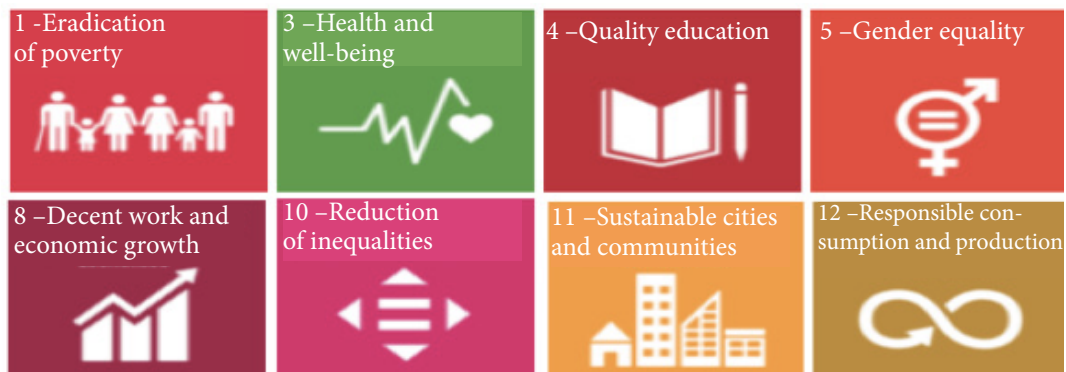 1 -Eradication
of poverty
3 –Health and
well-being
4 –Quality education
5 –Gender equality
8 –Decent work and
economic growth
10 –Reduction
of inequalities
11 –Sustainable cities
and communities
12 –Responsible con-
sumption and production